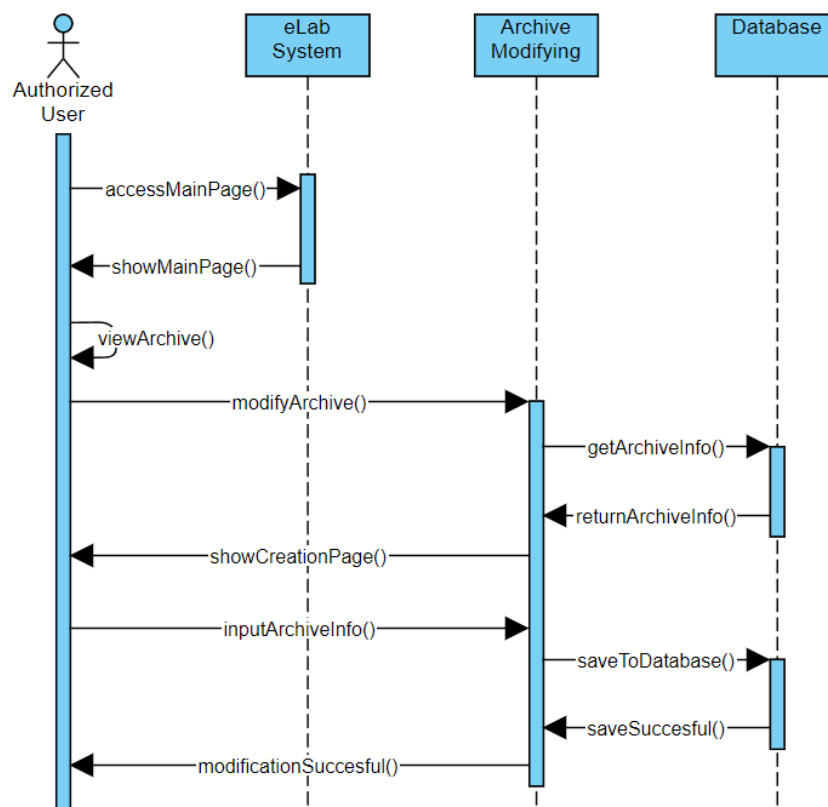 eLab
System
Archive
Modifying
Database
Authorized
User
accessMainPage()
showMainPage()
viewArchive()
modifyArchive()
getArchiveInfo()
returnArchiveInfo()
showCreationPage()
inputArchiveInfo()
saveToDatabase()
saveSuccesful()
modificationSuccesful()